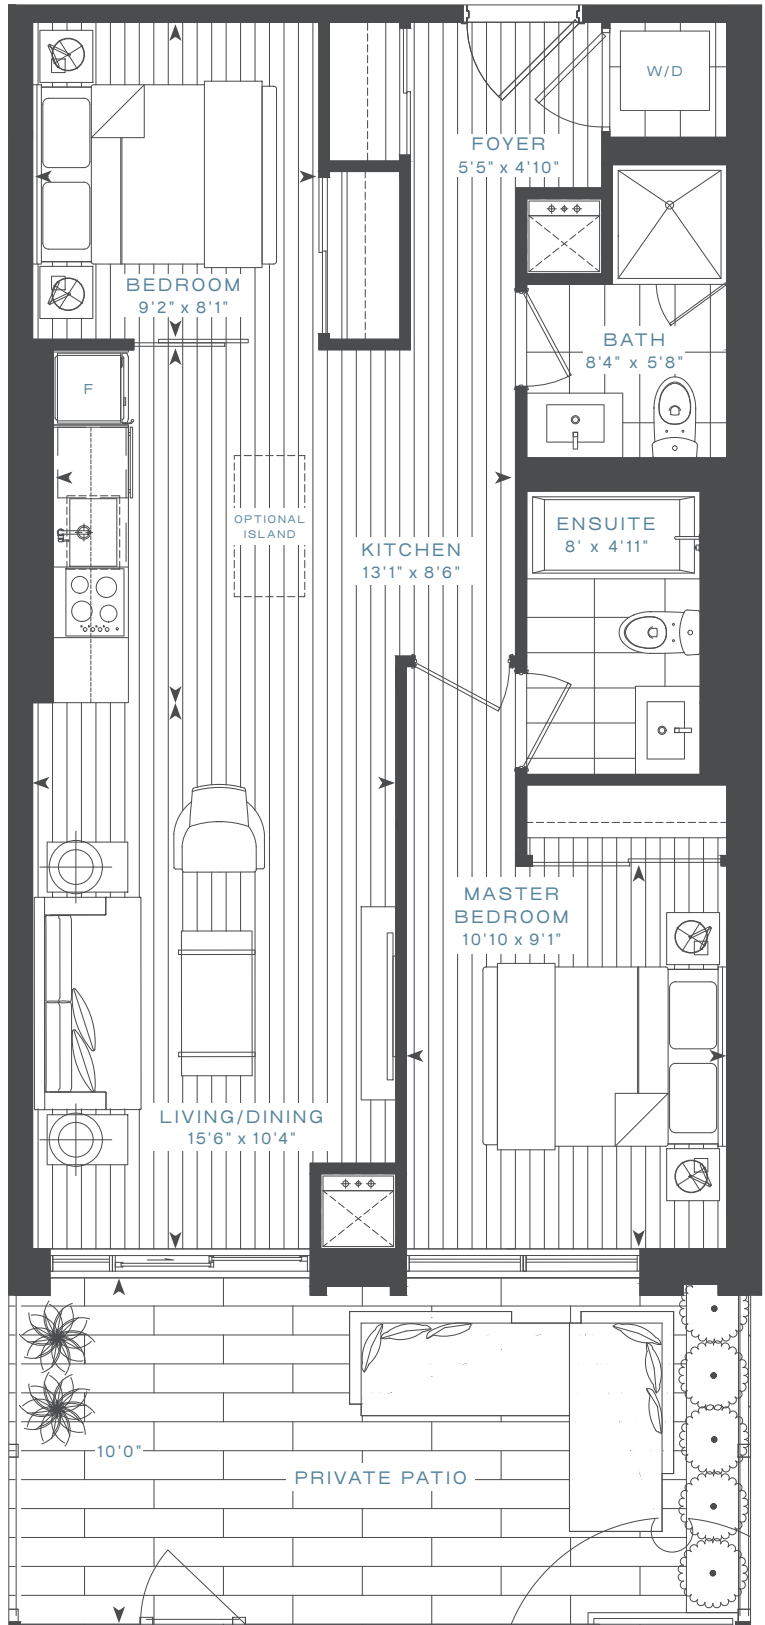 W/D
FOYER
5'5" x 4'10"
BEDROOM
9'2" x 8'1"
BATH
8'4" x 5'8"
F
OPTIONAL
ISLAND
KITCHEN
13'1" x 8'6"
ENSUITE
8' x 4'11"
MASTER
BEDROOM
10'10 x 9'1"
LIVING/DINING
15'6" x 10'4"
10'0"
PRIVATE PATIO